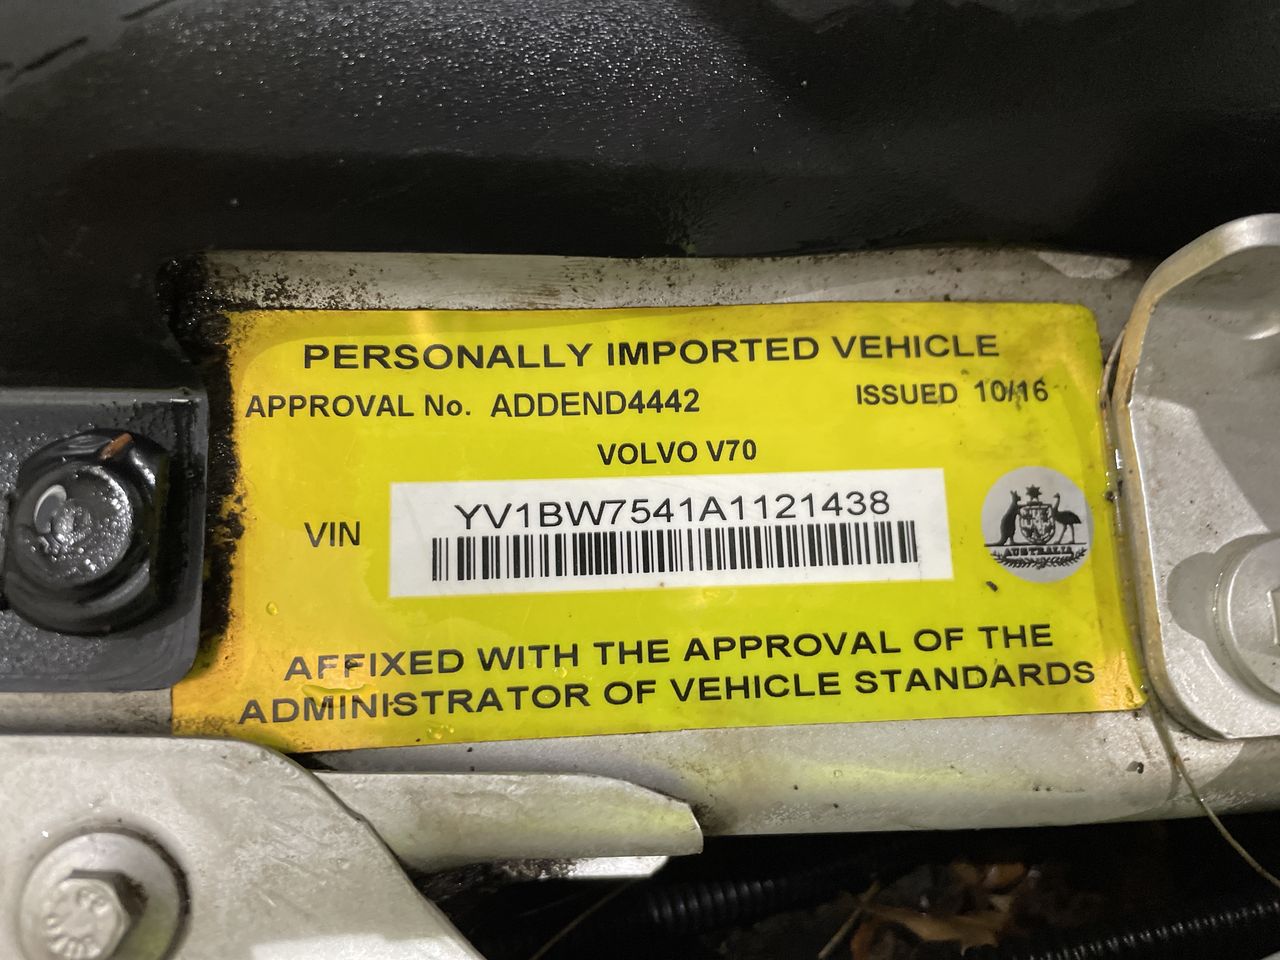 PERSONALLY IMPORTED VEHICLE
APPROVAL No. ADDEND4442 ISSUED 10/16
VOLVO V70
VIN YV1BW7541A1121438
AUSTRALIA
AFFIXED WITH THE APPROVAL OF THE
ADMINISTRATOR OF VEHICLE STANDARDS